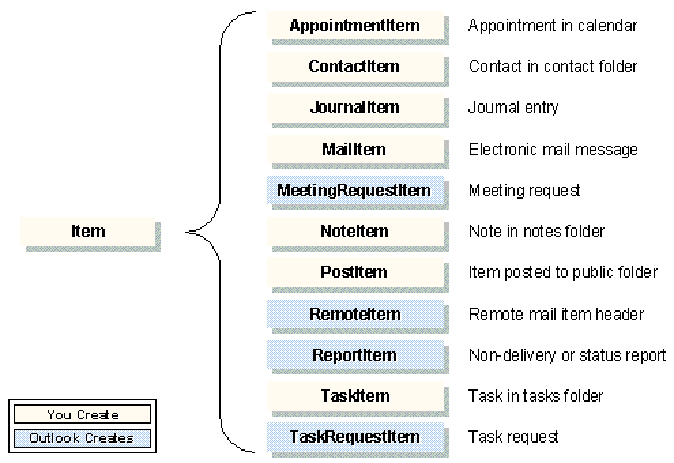 AppointmentItem Appointment in calendar
ContactItem Contact in contact folder
JournalItem Journal entry
MailItem Electronic mail message
MeetingRequestItem Meeting request
Item NoteItem Note in notes folder
PostItem Item posted to public folder
RemoteItem Remote mail item header
ReportItem Non-delivery or status report
TaskItem Task in tasks folder
TaskRequestItem Task request
You Create
Outlook Creates